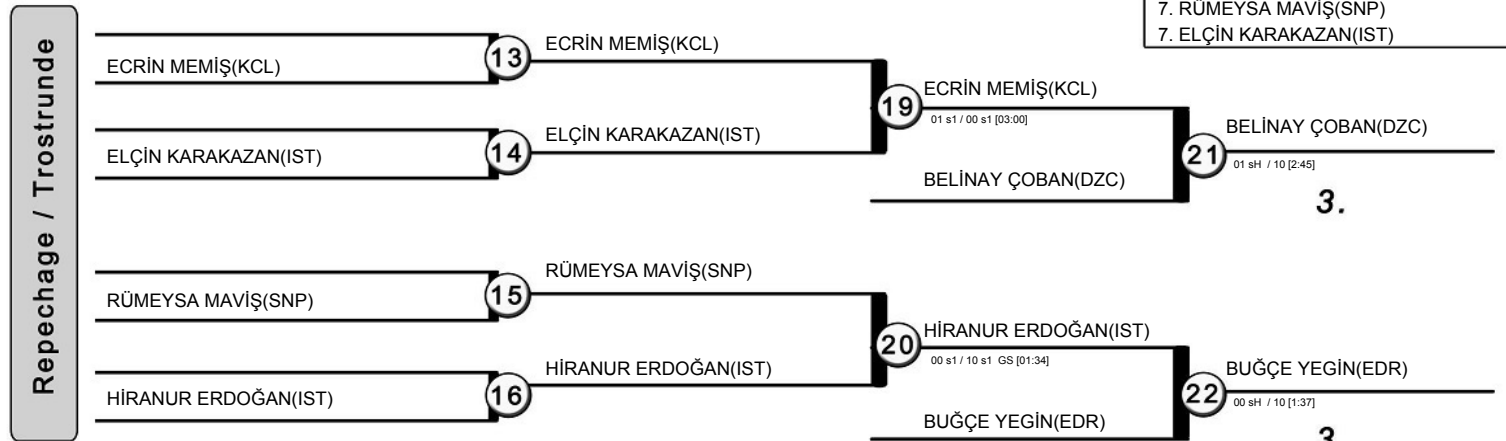 Repechage / Trostrunde
7. RÜMEYSA MAVİŞ(SNP)
7. ELÇİN KARAKAZAN(IST)
ECRİN MEMİŞ(KCL)
13
ECRİN MEMİŞ(KCL)
ELÇİN KARAKAZAN(IST)
14
ELÇİN KARAKAZAN(IST)
19
ECRİN MEMİŞ(KCL)
01 s1 / 00 s1 [03:00]
BELİNAY ÇOBAN(DZC)
21
BELİNAY ÇOBAN(DZC)
01 sH / 10 [2:45]
3.
RÜMEYSA MAVİŞ(SNP)
15
RÜMEYSA MAVİŞ(SNP)
HİRANUR ERDOĞAN(IST)
16
HİRANUR ERDOĞAN(IST)
20
HİRANUR ERDOĞAN(IST)
00 s1 / 10 s1 GS [01:34]
BUĞÇE YEGİN(EDR)
22
BUĞÇE YEGİN(EDR)
00 sH / 10 [1:37]
3